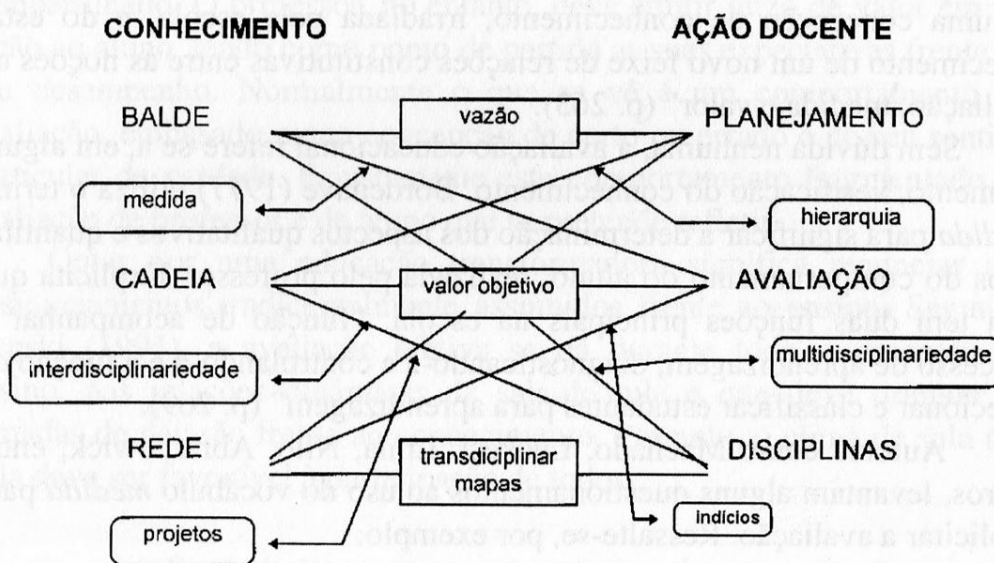 CONHECIMENTO AÇÃO DOCENTE
BALDE vazão PLANEJAMENTO
medida hierarquia
CADEIA valor objetivo AVALIAÇÃO
interdisciplinariedade multidisciplinariedade
REDE transdiciplinar DISCIPLINAS
mapas
projetos Indícios